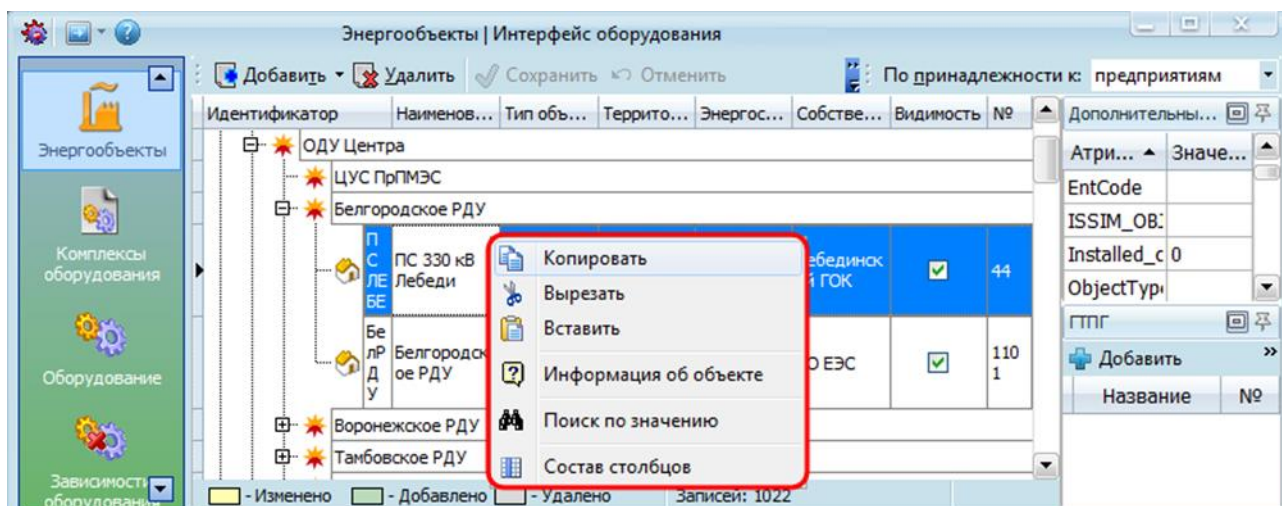 Энергообъекты | Интерфейс оборудования
Добавить Удалить Сохранить Отменить По принадлежности к: предприятиям
Идентификатор Наименов... Тип объ... Террито... Энергос... Собстве... Видимость №
Дополнительны...
Атри... Значе...
EntCode
ISSIM_OBJ
Installed_c 0
ObjectType
ГТПГ
Добавить »
Название №
Энергообъекты
Комплексы
оборудования
Оборудование
Зависимости
оборудования
ОДУ Центра
ЦУС ПрПМЭС
Белгородское РДУ
П
С
ЛЕ
БЕ
ПС 330 кВ
Лебеди
ебединск
й ГОК
44
Бе
лР
Д
У
Белгородск
ое РДУ
О ЕЭС
110
1
Воронежское РДУ
Тамбовское РДУ
Копировать
Вырезать
Вставить
Информация об объекте
Поиск по значению
Состав столбцов
- Изменено - Добавлено - Удалено Записей: 1022